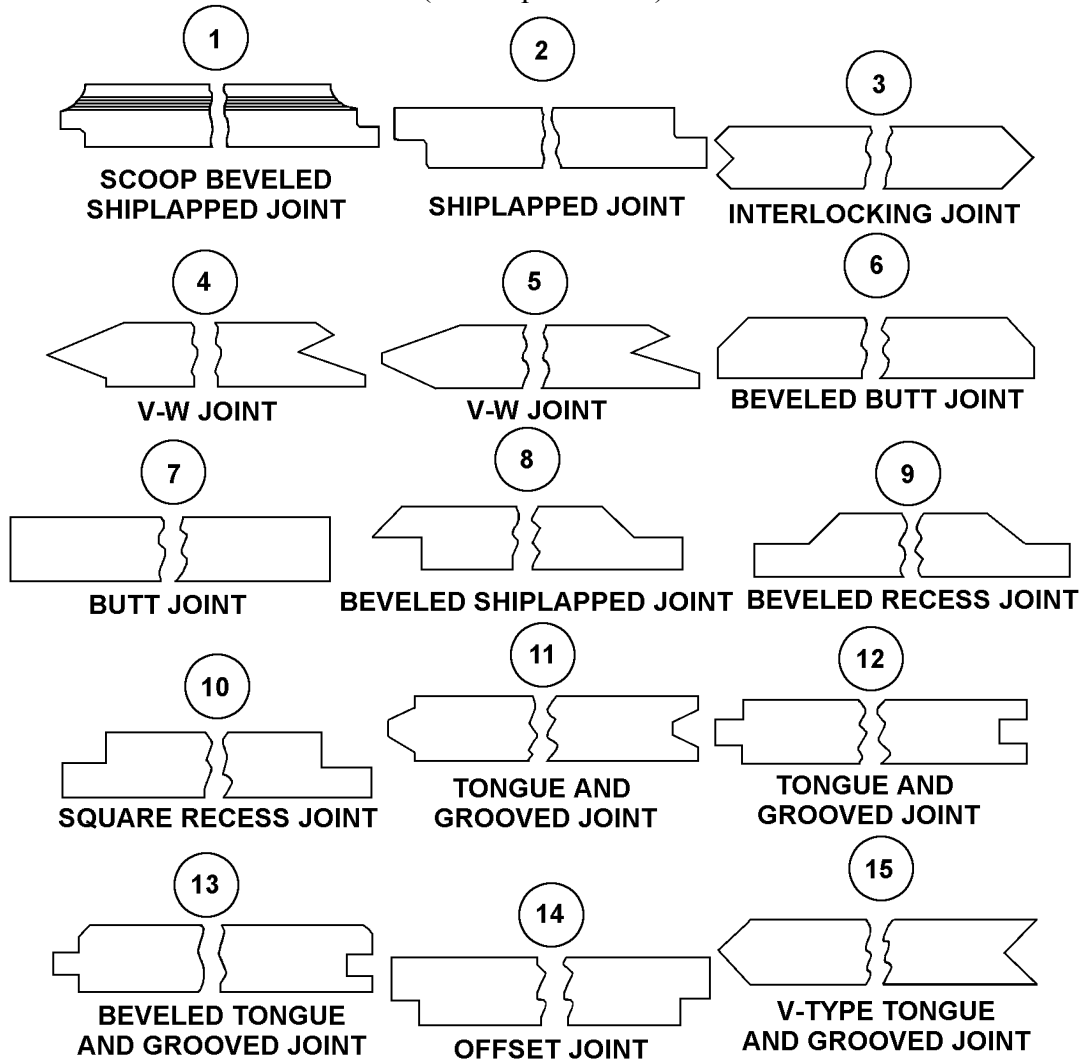 1
2
3
SCOOP BEVELED
SHIPLAPPED JOINT
SHIPLAPPED JOINT
INTERLOCKING JOINT
4
5
6
V-W JOINT
V-W JOINT
BEVELED BUTT JOINT
7
8
9
BUTT JOINT
BEVELED SHIPLAPPED JOINT
BEVELED RECESS JOINT
10
11
12
SQUARE RECESS JOINT
TONGUE AND
GROOVED JOINT
TONGUE AND
GROOVED JOINT
13
14
15
BEVELED TONGUE
AND GROOVED JOINT
OFFSET JOINT
V-TYPE TONGUE
AND GROOVED JOINT